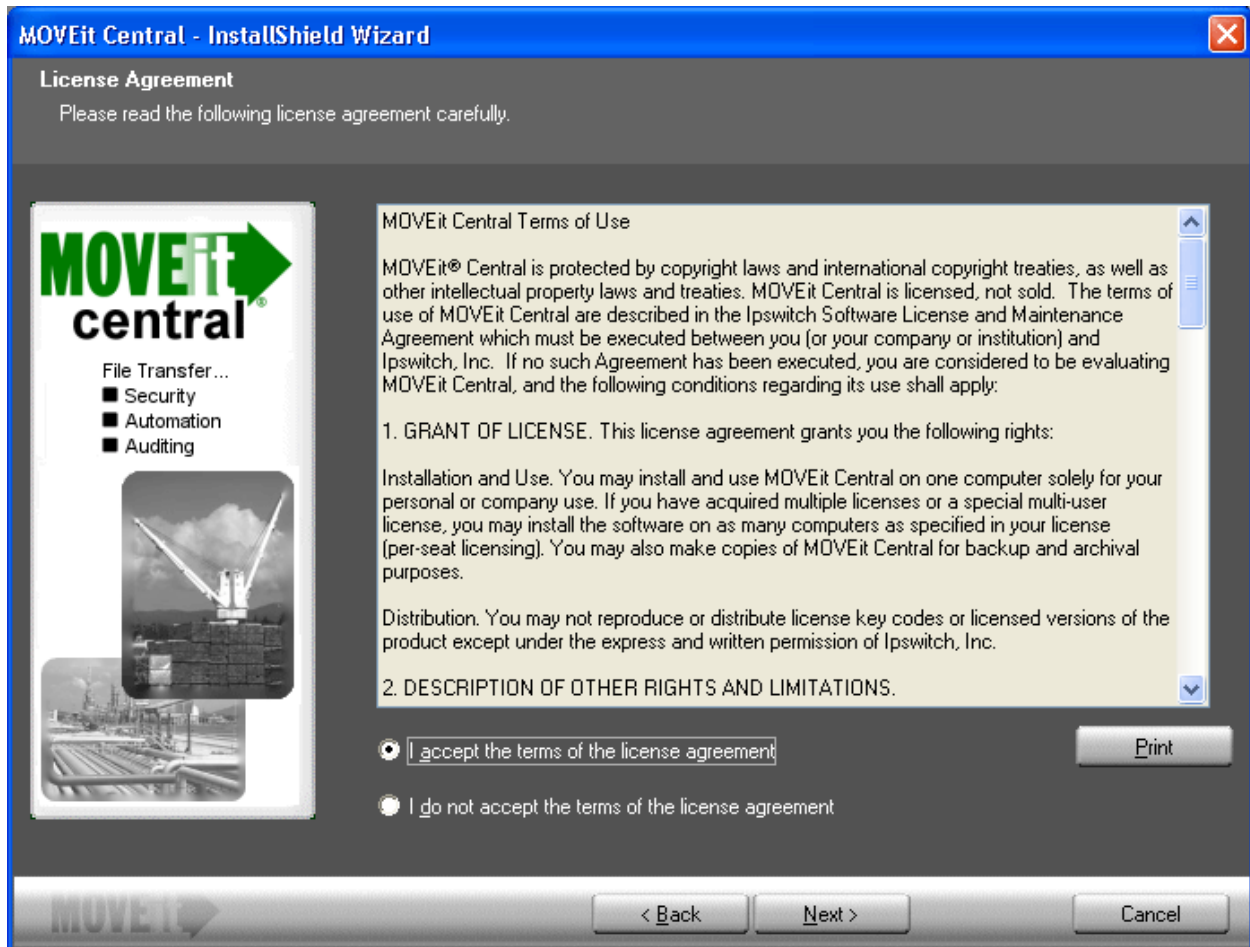 MOVEit Central - InstallShield Wizard
License Agreement
Please read the following license agreement carefully.
MOVEit
central®
File Transfer...
■ Security
■ Automation
■ Auditing
MOVEit Central Terms of Use
MOVEit® Central is protected by copyright laws and international copyright treaties, as well as
other intellectual property laws and treaties. MOVEit Central is licensed, not sold.  The terms of
use of MOVEit Central are described in the Ipswitch Software License and Maintenance
Agreement which must be executed between you (or your company or institution) and
Ipswitch, Inc.  If no such Agreement has been executed, you are considered to be evaluating
MOVEit Central, and the following conditions regarding its use shall apply:
1. GRANT OF LICENSE. This license agreement grants you the following rights:
Installation and Use. You may install and use MOVEit Central on one computer solely for your
personal or company use. If you have acquired multiple licenses or a special multi-user
license, you may install the software on as many computers as specified in your license
(per-seat licensing). You may also make copies of MOVEit Central for backup and archival
purposes.
Distribution. You may not reproduce or distribute license key codes or licensed versions of the
product except under the express and written permission of Ipswitch, Inc.
2. DESCRIPTION OF OTHER RIGHTS AND LIMITATIONS.
I accept the terms of the license agreement
Print
I do not accept the terms of the license agreement
MOVEit
< Back
Next >
Cancel